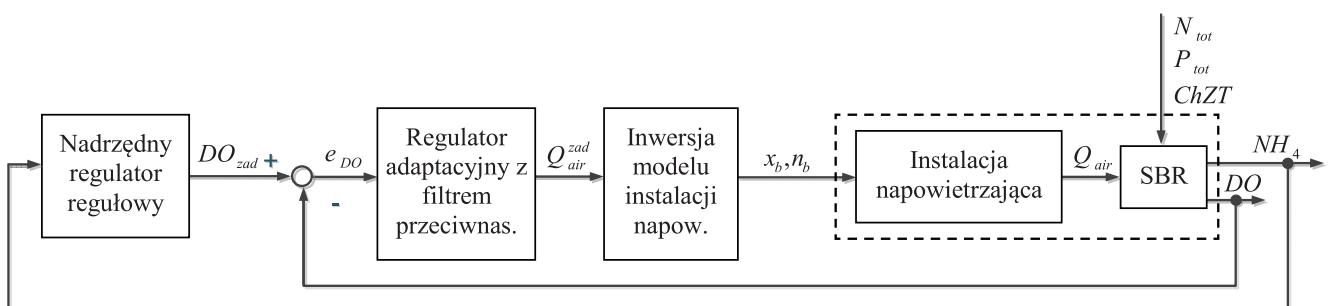 Nadrzędny
regulator
regułowy
DO_zad +
-
e_DO
Regulator
adaptacyjny z
filtrem
przeciwnas.
Q_air^zad
Inwersja
modelu
instalacji
napow.
x_b,n_b
Instalacja
napowietrzająca
Q_air
SBR
N_tot
P_tot
ChZT
NH_4
DO